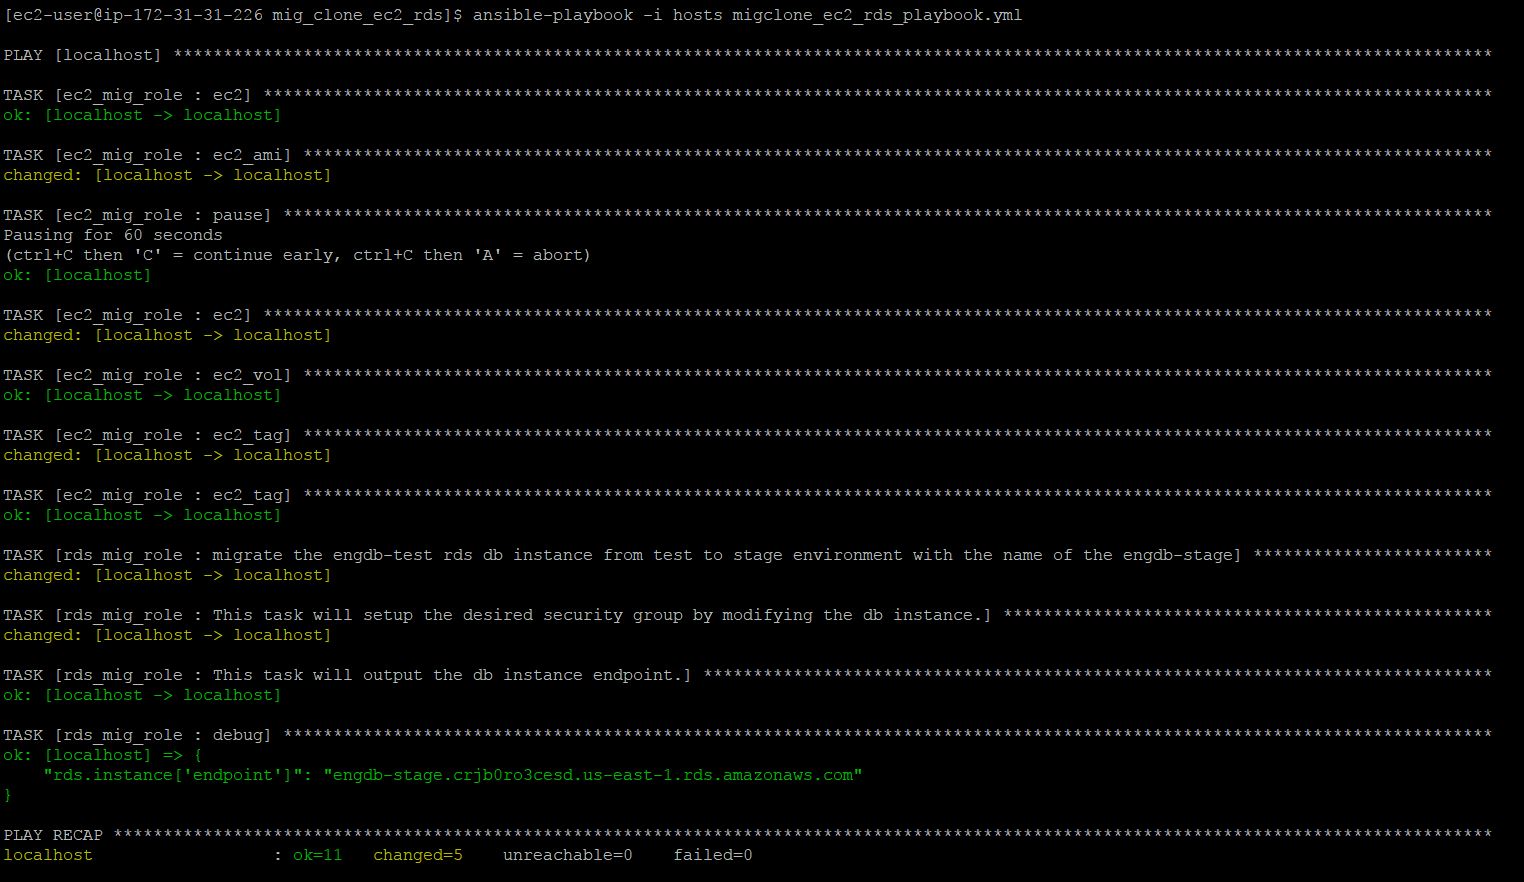 [ec2-user@ip-172-31-31-226 mig_clone_ec2_rds]$ ansible-playbook -i hosts migclone_ec2_rds_playbook.yml
PLAY [localhost] ************************************************************************************************************************************
TASK [ec2_mig_role : ec2] ***************************************************************************************************************************
ok: [localhost -> localhost]
TASK [ec2_mig_role : ec2_ami] ***********************************************************************************************************************
changed: [localhost -> localhost]
TASK [ec2_mig_role : pause] *************************************************************************************************************************
Pausing for 60 seconds
(ctrl+C then 'C' = continue early, ctrl+C then 'A' = abort)
ok: [localhost]
TASK [ec2_mig_role : ec2] ***************************************************************************************************************************
changed: [localhost -> localhost]
TASK [ec2_mig_role : ec2_vol] ***********************************************************************************************************************
ok: [localhost -> localhost]
TASK [ec2_mig_role : ec2_tag] ***********************************************************************************************************************
changed: [localhost -> localhost]
TASK [ec2_mig_role : ec2_tag] ***********************************************************************************************************************
ok: [localhost -> localhost]
TASK [rds_mig_role : migrate the engdb-test rds db instance from test to stage environment with the name of the engdb-stage] ************************
changed: [localhost -> localhost]
TASK [rds_mig_role : This task will setup the desired security group by modifying the db instance.] *************************************************
changed: [localhost -> localhost]
TASK [rds_mig_role : This task will output the db instance endpoint.] *******************************************************************************
ok: [localhost -> localhost]
TASK [rds_mig_role : debug] *************************************************************************************************************************
ok: [localhost] => {
    "rds.instance['endpoint']": "engdb-stage.crjb0ro3cesd.us-east-1.rds.amazonaws.com"
}
PLAY RECAP ******************************************************************************************************************************************
localhost                  : ok=11   changed=5    unreachable=0    failed=0